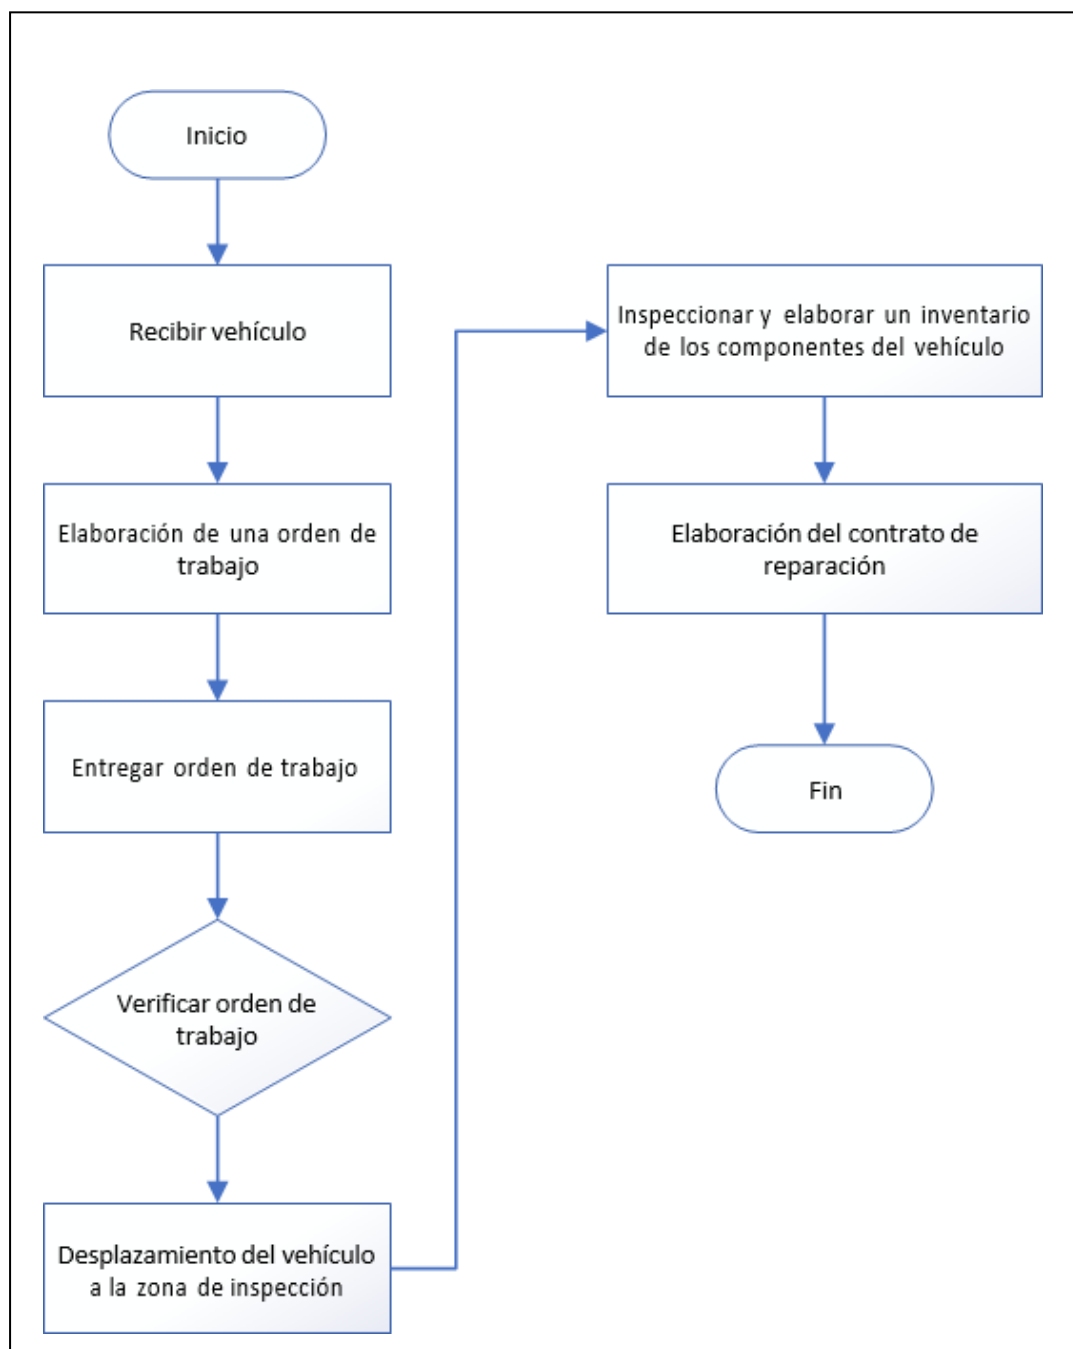 Inicio
Recibir vehículo
Elaboración de una orden de
trabajo
Entregar orden de trabajo
Verificar orden de
trabajo
Desplazamiento del vehículo
a la zona de inspección
Inspeccionar y elaborar un inventario
de los componentes del vehículo
Elaboración del contrato de
reparación
Fin